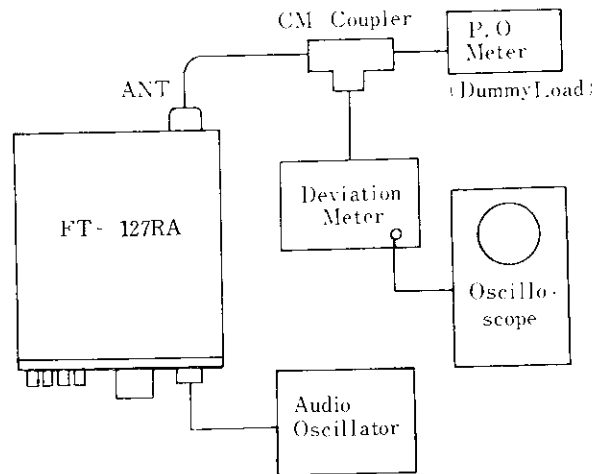 CM Coupler
P.O
Meter
(Dummy Load)
ANT
FT- 127RA
Deviation
Meter
Oscillo-
scope
Audio
Oscillator